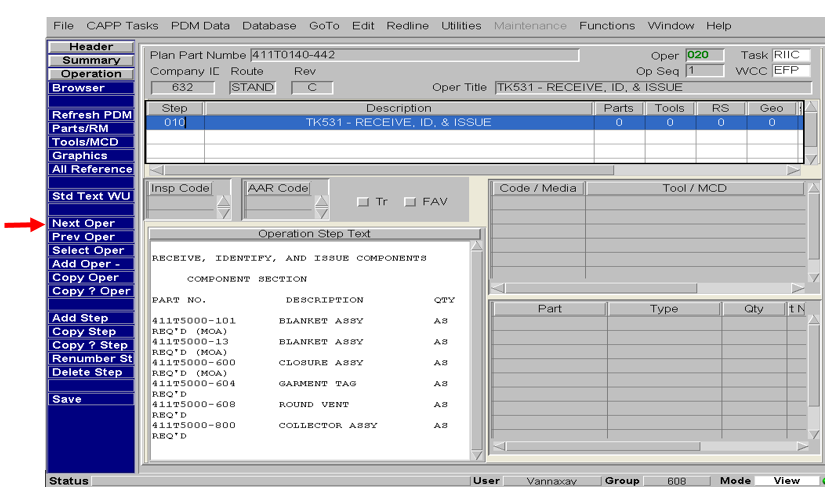 File CAPP Tasks PDM Data Database GoTo Edit Redline Utilities Maintenance Functions Window Help
Header
Summary
Operation
Browser
Refresh PDM
Parts/RM
Tools/MCD
Graphics
All Reference
Std Text WU
Next Oper
Prev Oper
Select Oper
Add Oper -
Copy Oper
Copy ? Oper
Add Step
Copy Step
Copy ? Step
Renumber St
Delete Step
Save
Plan Part Numbe 411T0140-442 Oper 020 Task RIIC
Company IE Route Rev Op Seq 1 WCC EFP
632 STAND C Oper Title TK531 - RECEIVE, ID, & ISSUE
Step Description Parts Tools RS Geo
010 TK531 - RECEIVE, ID, & ISSUE 0 0 0 0
Insp Code AAR Code Tr FAV
Code / Media Tool / MCD
Operation Step Text
RECEIVE, IDENTIFY, AND ISSUE COMPONENTS
COMPONENT SECTION
PART NO. DESCRIPTION QTY
411T5000-101 BLANKET ASSY AS
REQ'D (MOA)
411T5000-13 BLANKET ASSY AS
REQ'D (MOA)
411T5000-600 CLOSURE ASSY AS
REQ'D (MOA)
411T5000-604 GARMENT TAG AS
REQ'D
411T5000-608 ROUND VENT AS
REQ'D
411T5000-800 COLLECTOR ASSY AS
REQ'D
Part Type Qty t N
Status User Vannaxay Group 608 Mode View